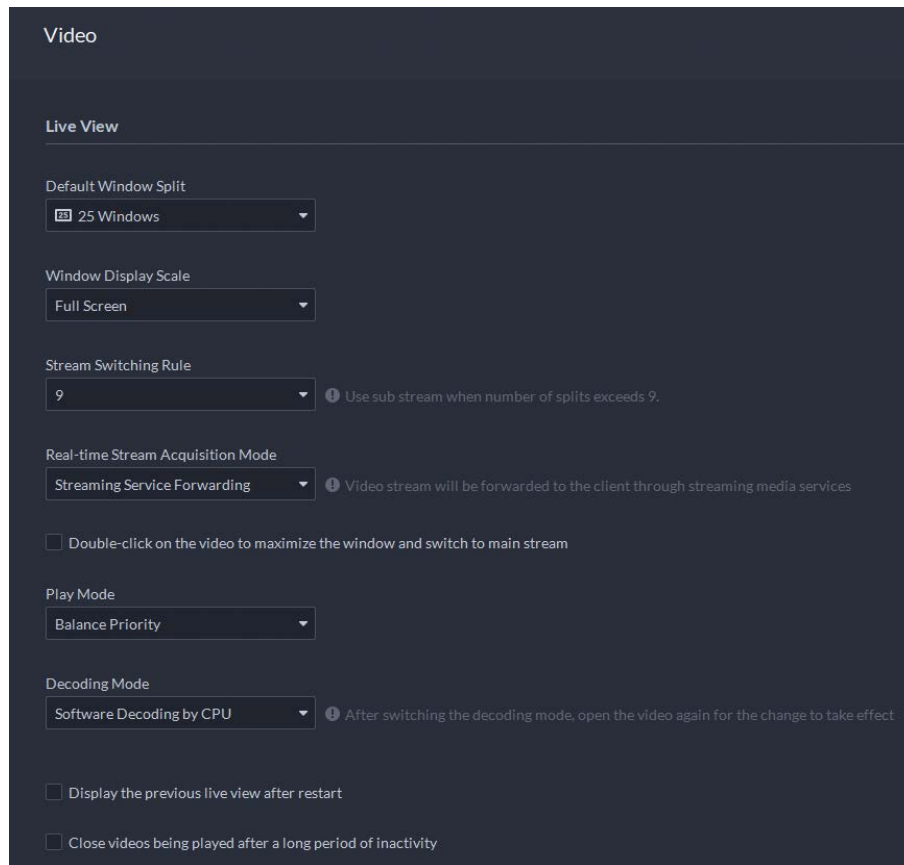 Video
Live View
Default Window Split
25 25 Windows
Window Display Scale
Full Screen
Stream Switching Rule
9 Use sub stream when number of splits exceeds 9.
Real-time Stream Acquisition Mode
Streaming Service Forwarding Video stream will be forwarded to the client through streaming media services
Double-click on the video to maximize the window and switch to main stream
Play Mode
Balance Priority
Decoding Mode
Software Decoding by CPU After switching the decoding mode, open the video again for the change to take effect
Display the previous live view after restart
Close videos being played after a long period of inactivity